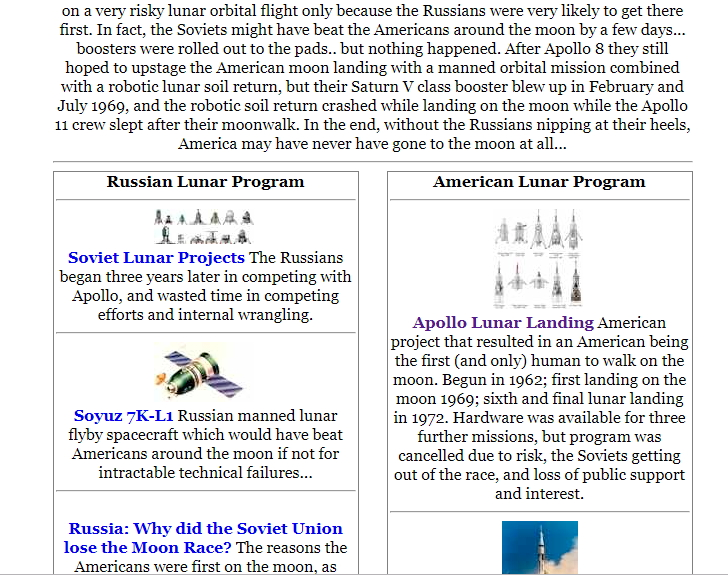 on a very risky lunar orbital flight only because the Russians were very likely to get there
first. In fact, the Soviets might have beat the Americans around the moon by a few days...
boosters were rolled out to the pads.. but nothing happened. After Apollo 8 they still
hoped to upstage the American moon landing with a manned orbital mission combined
with a robotic lunar soil return, but their Saturn V class booster blew up in February and
July 1969, and the robotic soil return crashed while landing on the moon while the Apollo
11 crew slept after their moonwalk. In the end, without the Russians nipping at their heels,
America may have never have gone to the moon at all...
Russian Lunar Program
Soviet Lunar Projects The Russians
began three years later in competing with
Apollo, and wasted time in competing
efforts and internal wrangling.
Soyuz 7K-L1 Russian manned lunar
flyby spacecraft which would have beat
Americans around the moon if not for
intractable technical failures...
Russia: Why did the Soviet Union
lose the Moon Race? The reasons the
Americans were first on the moon, as
American Lunar Program
Apollo Lunar Landing American
project that resulted in an American being
the first (and only) human to walk on the
moon. Begun in 1962; first landing on the
moon 1969; sixth and final lunar landing
in 1972. Hardware was available for three
further missions, but program was
cancelled due to risk, the Soviets getting
out of the race, and loss of public support
and interest.